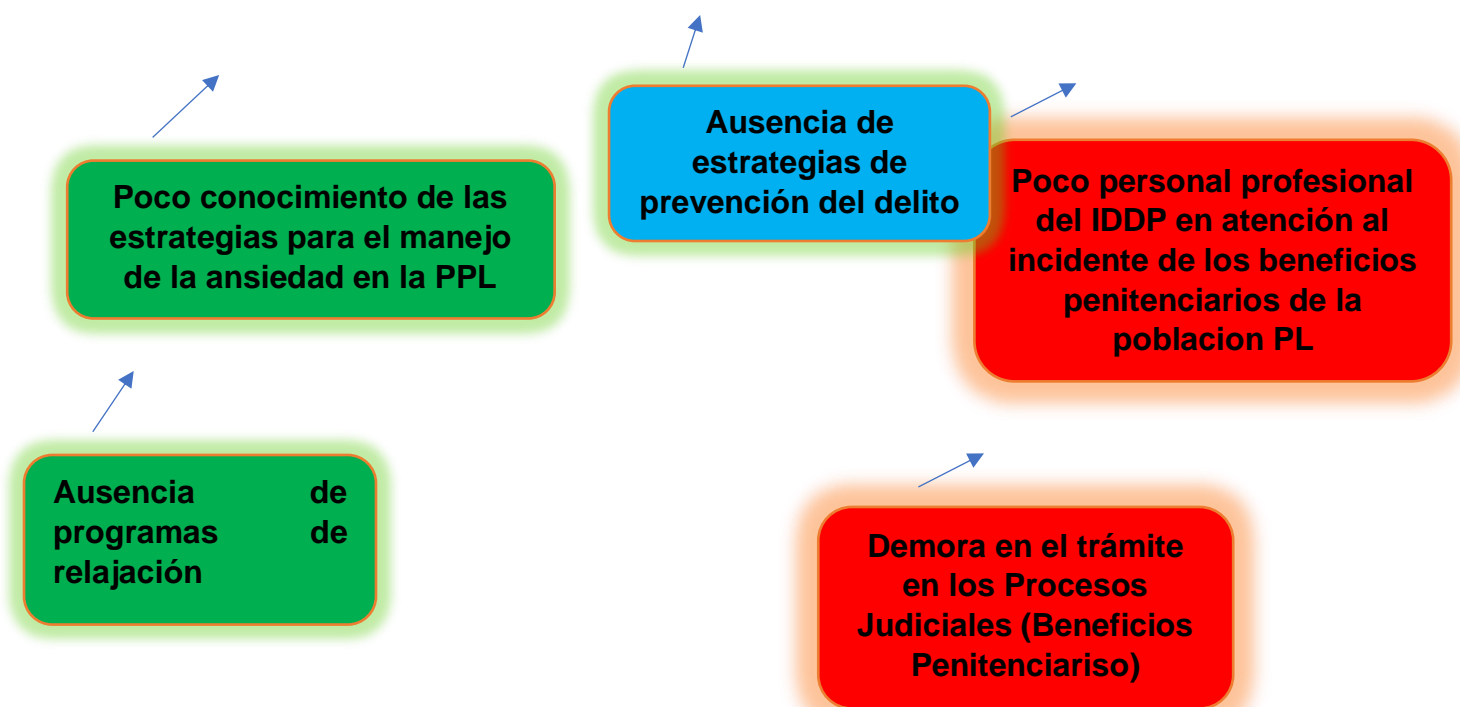 Ausencia de
estrategias de
prevención del delito
Poco conocimiento de las
estrategias para el manejo
de la ansiedad en la PPL
Poco personal profesional
del IDDP en atención al
incidente de los beneficios
penitenciarios de la
poblacion PL
Ausencia de
programas de
relajación
Demora en el trámite
en los Procesos
Judiciales (Beneficios
Penitenciariso)